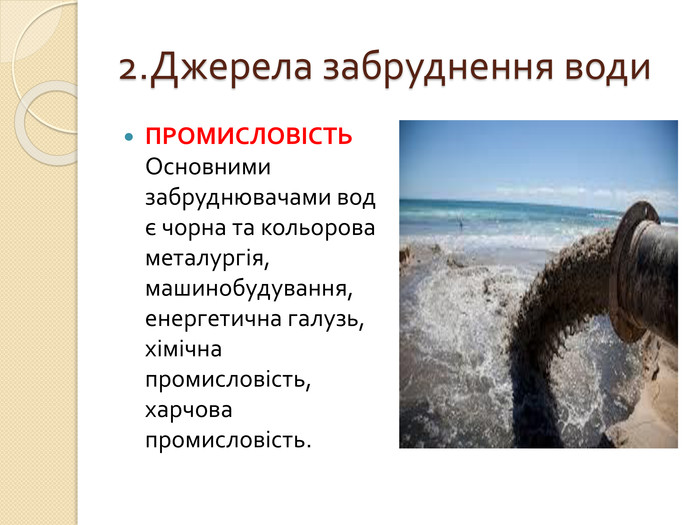 2.Джерела забруднення води
ПРОМИСЛОВІСТЬ
Основними
забруднювачами вод
є чорна та кольорова
металургія,
машинобудування,
енергетична галузь,
хімічна
промисловість,
харчова
промисловість.